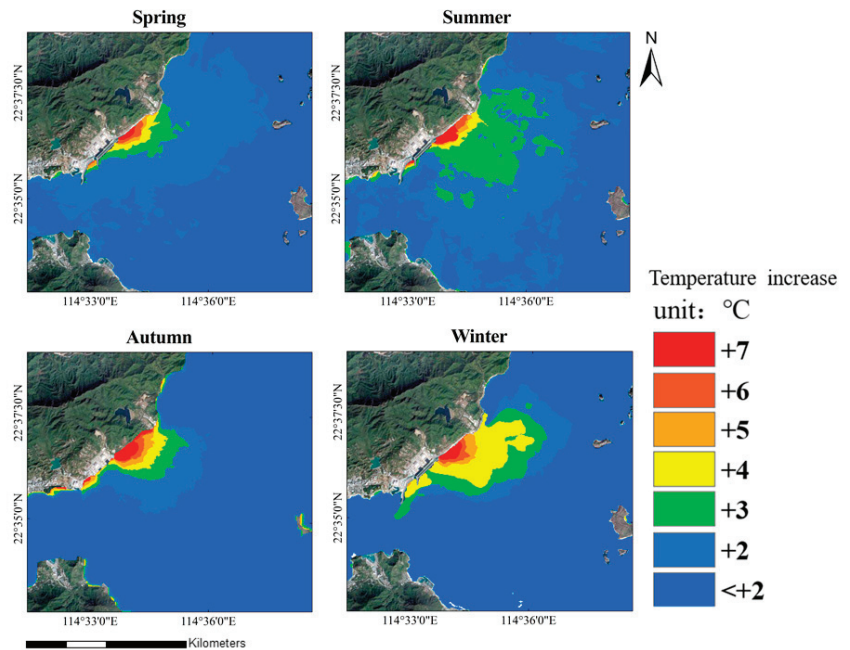 Spring
Summer
N
22°37'30"N
22°35'0"N
114°33'0"E
114°36'0"E
22°37'30"N
22°35'0"N
114°33'0"E
114°36'0"E
Autumn
Winter
22°37'30"N
22°35'0"N
114°33'0"E
114°36'0"E
22°37'30"N
22°35'0"N
114°33'0"E
114°36'0"E
Kilometers
Temperature increase
unit: °C
+7
+6
+5
+4
+3
+2
<+2